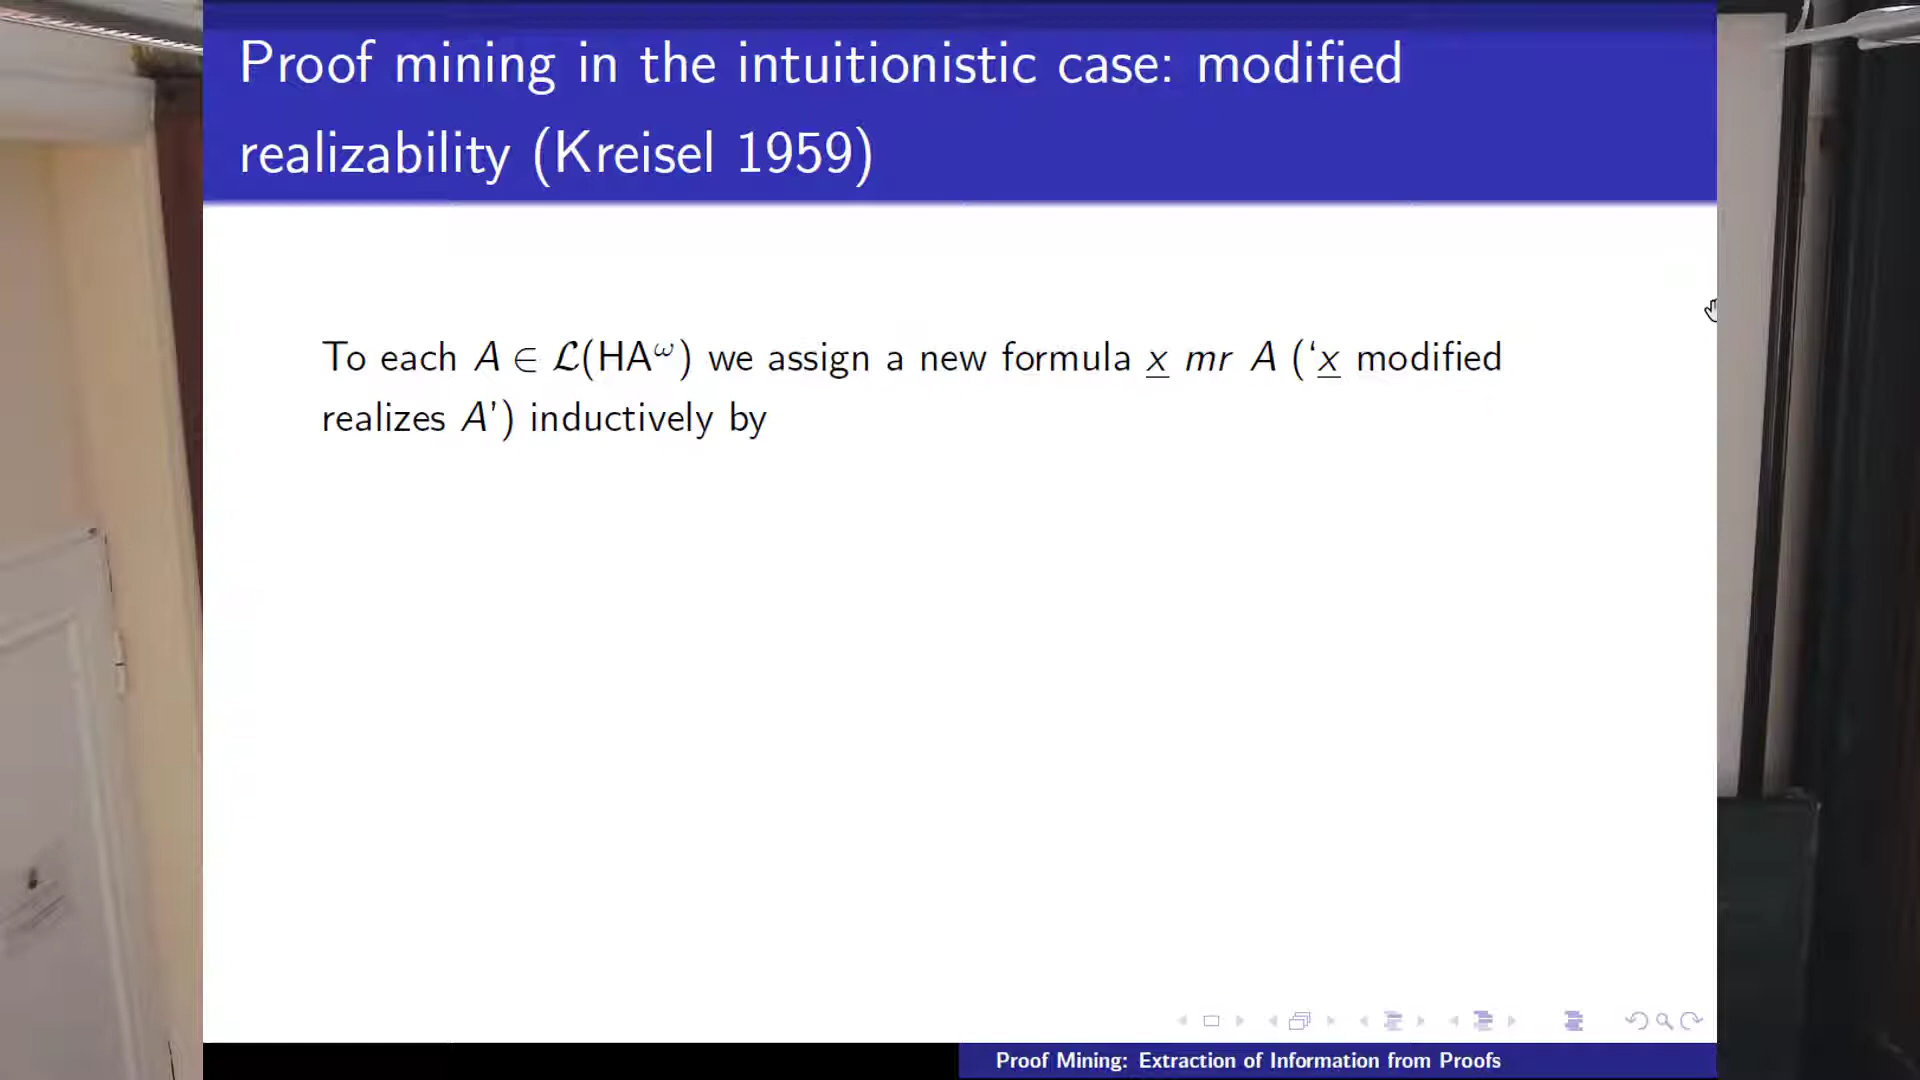 Proof mining in the intuitionistic case: modified
realizability (Kreisel 1959)
To each A ∈ ℒ(HA^ω) we assign a new formula x̲ mr A (‘x̲ modified
realizes A’) inductively by
Proof Mining: Extraction of Information from Proofs